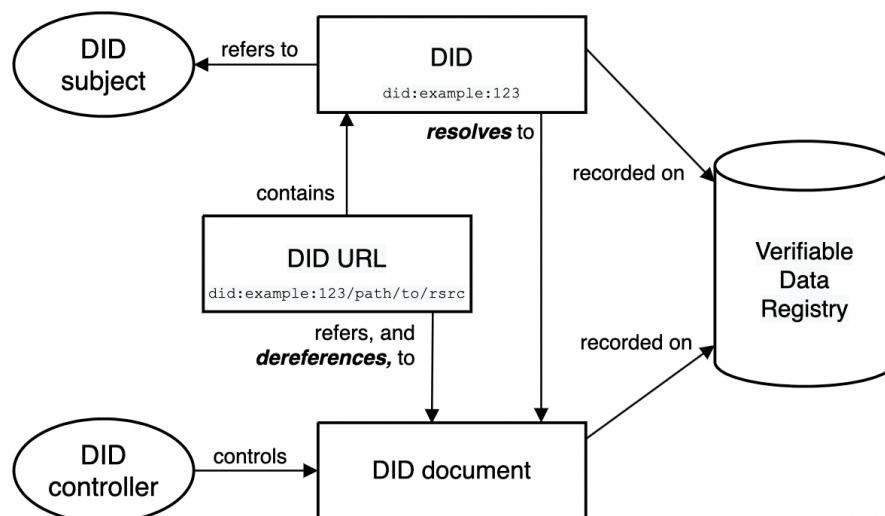 DID
subject
refers to
DID
did:example:123
resolves to
recorded on
contains
DID URL
did:example:123/path/to/rsrc
Verifiable
Data
Registry
refers, and
dereferences, to
recorded on
DID
controller
controls
DID document